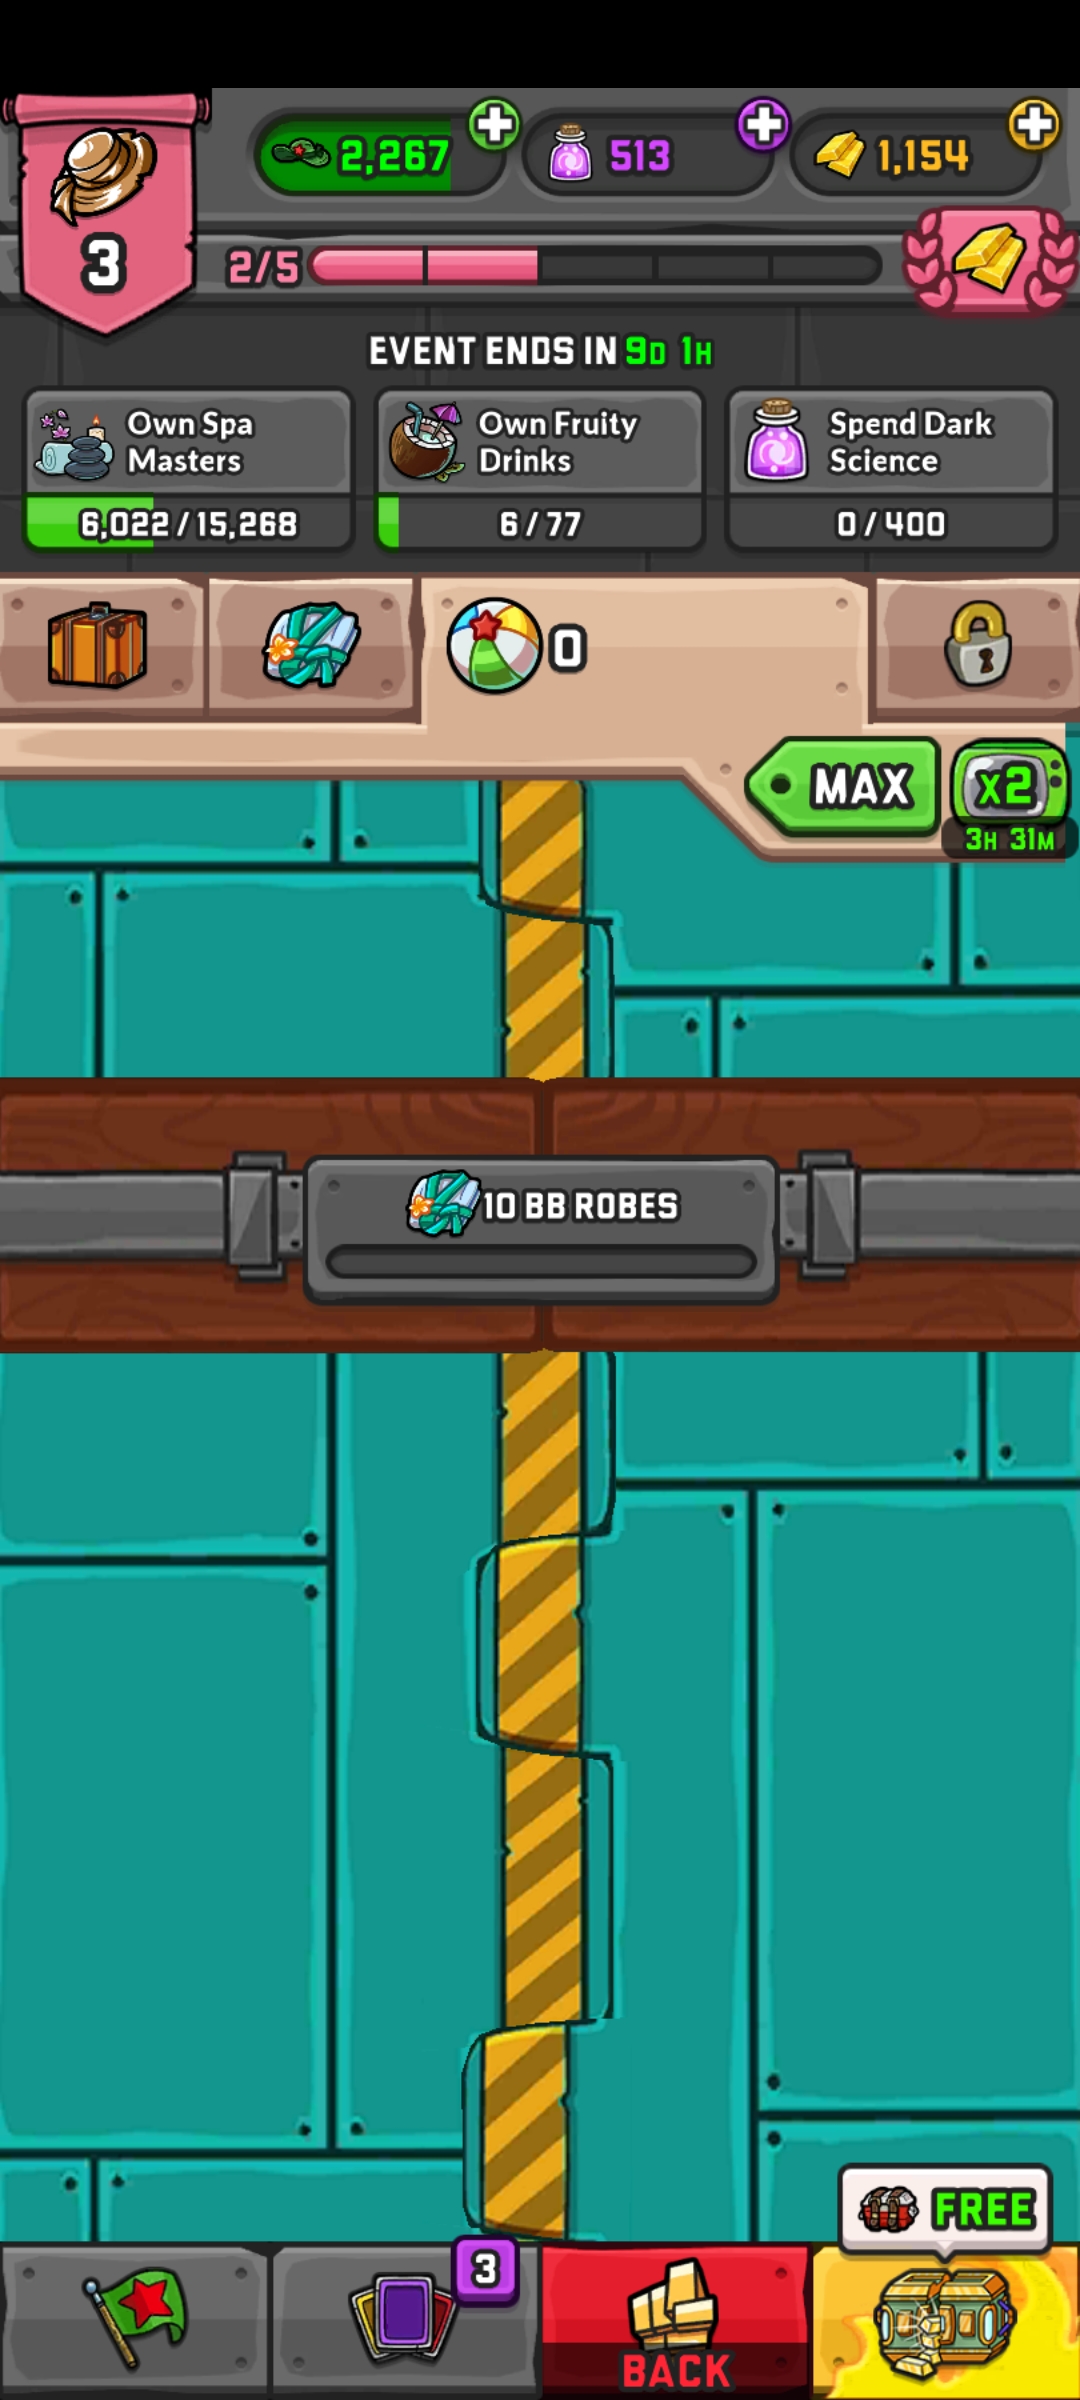 2,267
513
1,154
3
2/5
EVENT ENDS IN 9D 1H
Own Spa
Masters
6,022/15,268
Own Fruity
Drinks
6/77
Spend Dark
Science
0/400
0
MAX
x2
3H 31M
10 BB ROBES
FREE
3
BACK